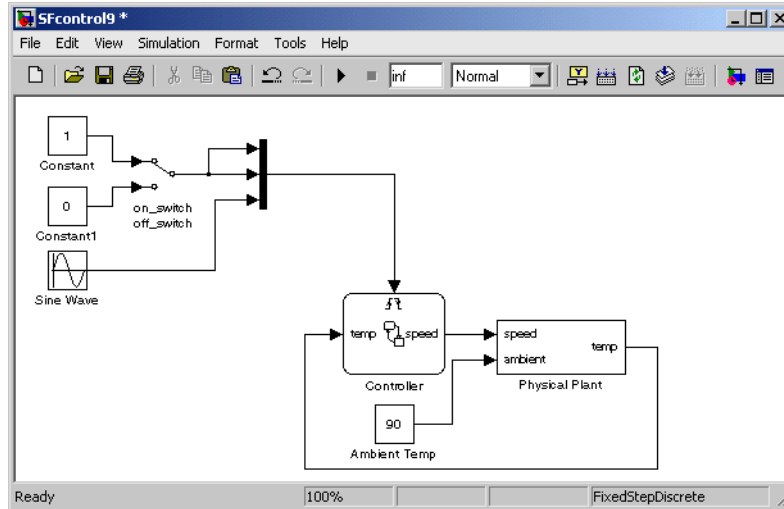 SFcontrol9 *
File Edit View Simulation Format Tools Help
inf Normal
1
Constant
0
Constant1
on_switch
off_switch
Sine Wave
temp speed
Controller
speed
ambient
temp
Physical Plant
90
Ambient Temp
Ready 100% FixedStepDiscrete